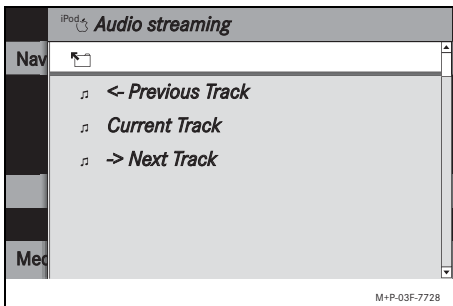 iPod Audio streaming
Nav
<- Previous Track
Current Track
-> Next Track
Med
M+P-03F-7728